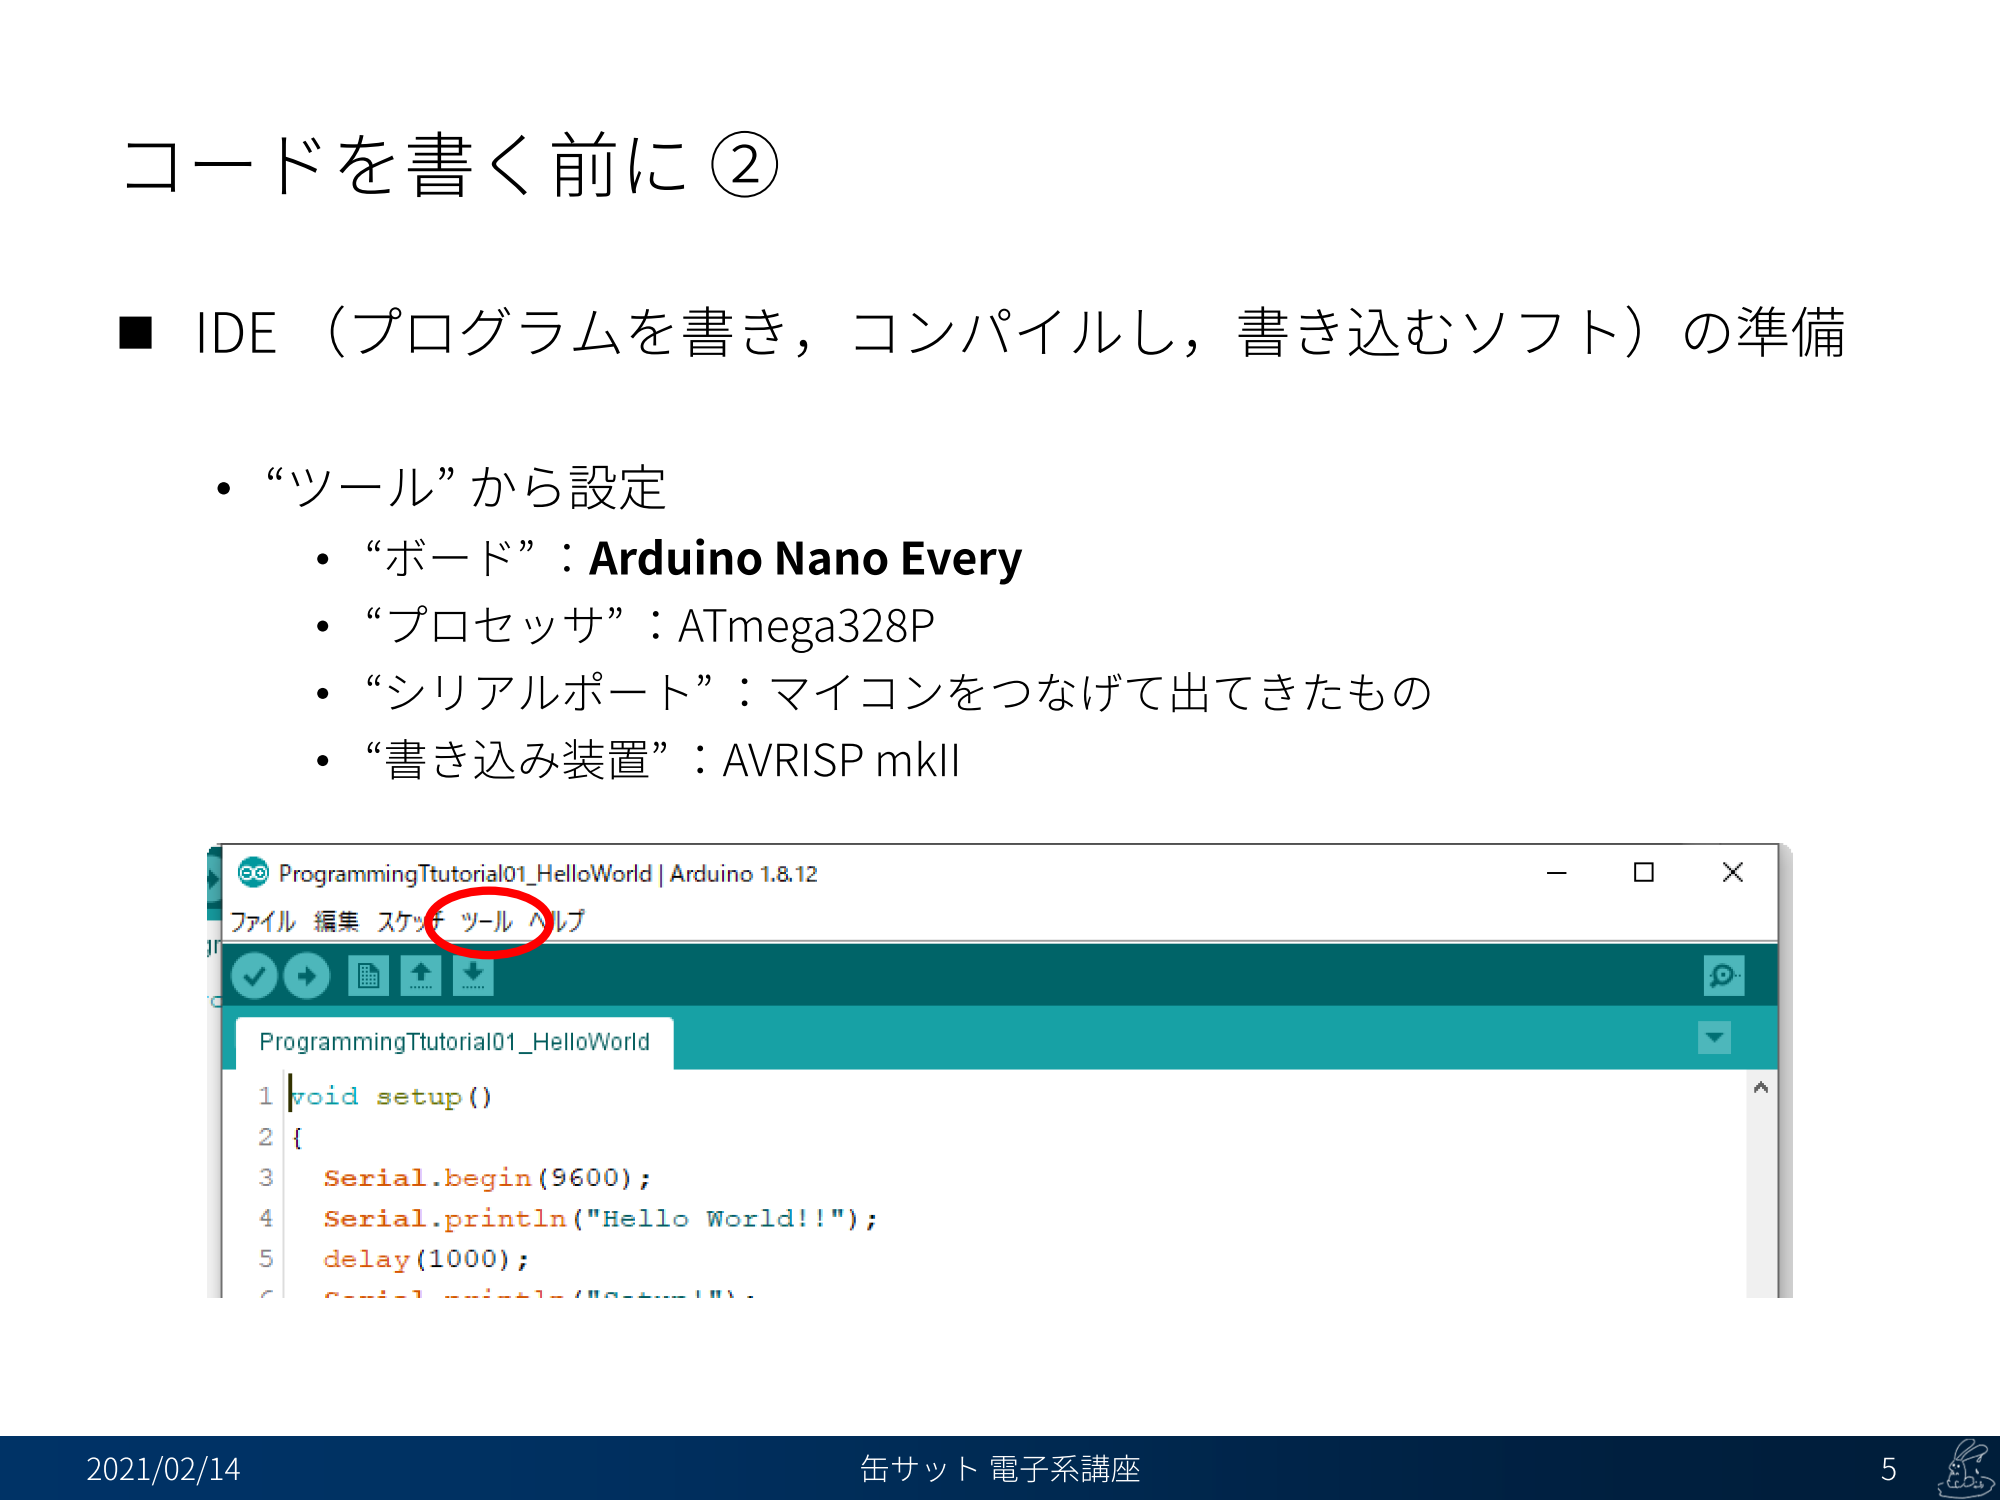 コードを書く前に ②
■ IDE （プログラムを書き，コンパイルし，書き込むソフト）の準備
• “ツール” から設定
• “ボード”：Arduino Nano Every
• “プロセッサ”：ATmega328P
• “シリアルポート”：マイコンをつなげて出てきたもの
• “書き込み装置”：AVRISP mkII
ProgrammingTtutorial01_HelloWorld | Arduino 1.8.12
ファイル 編集 スケッチ ツール ヘルプ
ProgrammingTtutorial01_HelloWorld
1 void setup()
2 {
3 Serial.begin(9600);
4 Serial.println("Hello World!!");
5 delay(1000);
2021/02/14 缶サット 電子系講座 5